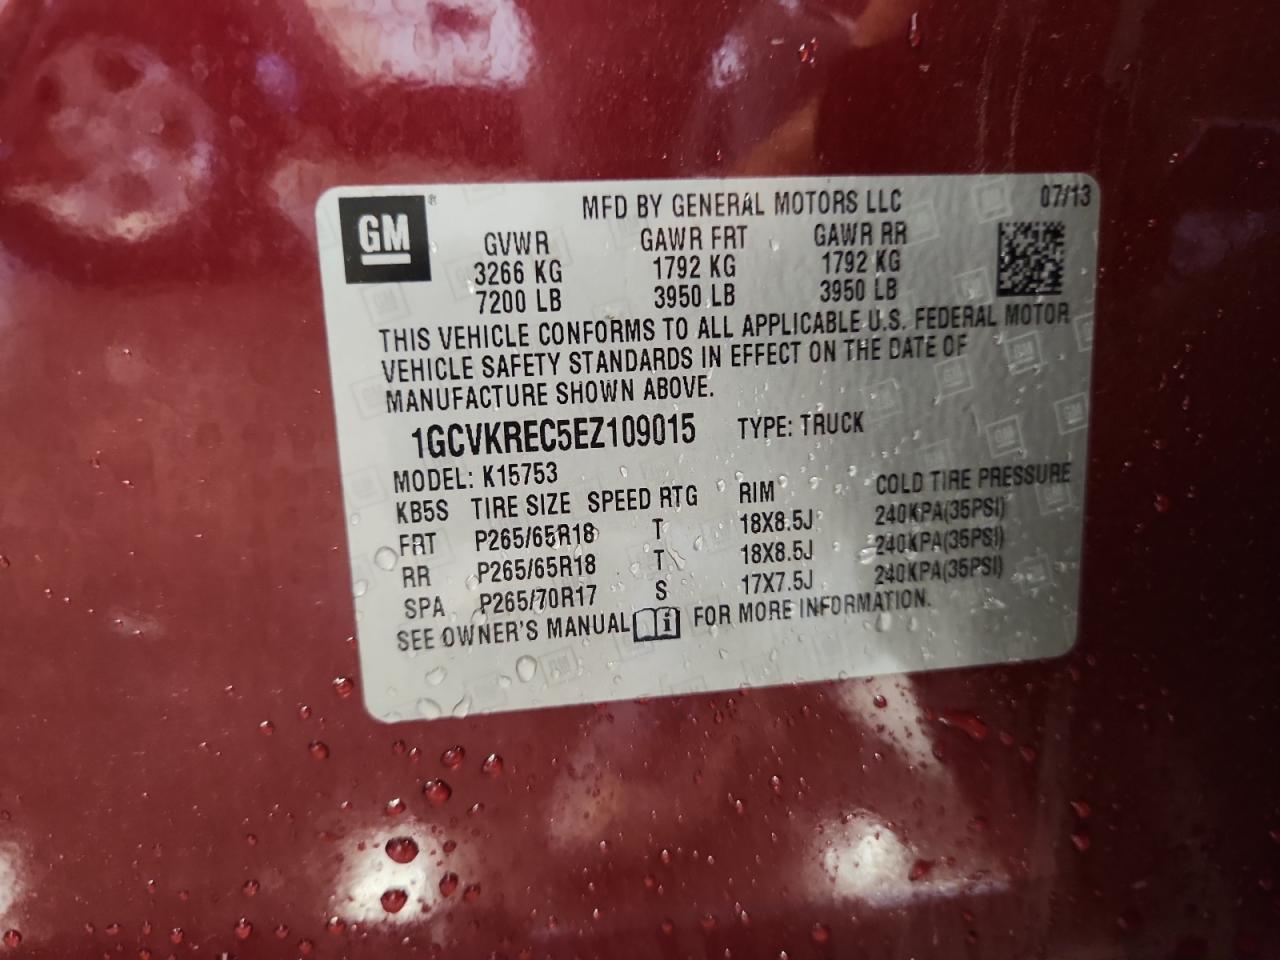 GM®
MFD BY GENERAL MOTORS LLC 07/13
GVWR GAWR FRT GAWR RR
3266 KG 1792 KG 1792 KG
7200 LB 3950 LB 3950 LB
THIS VEHICLE CONFORMS TO ALL APPLICABLE U.S. FEDERAL MOTOR
VEHICLE SAFETY STANDARDS IN EFFECT ON THE DATE OF
MANUFACTURE SHOWN ABOVE.
1GCVKREC5EZ109015 TYPE: TRUCK
MODEL: K15753
KB5S TIRE SIZE SPEED RTG RIM COLD TIRE PRESSURE
FRT P265/65R18 T 18X8.5J 240KPA(35PSI)
RR P265/65R18 T 18X8.5J 240KPA(35PSI)
SPA P265/70R17 S 17X7.5J 240KPA(35PSI)
SEE OWNER'S MANUAL i FOR MORE INFORMATION.